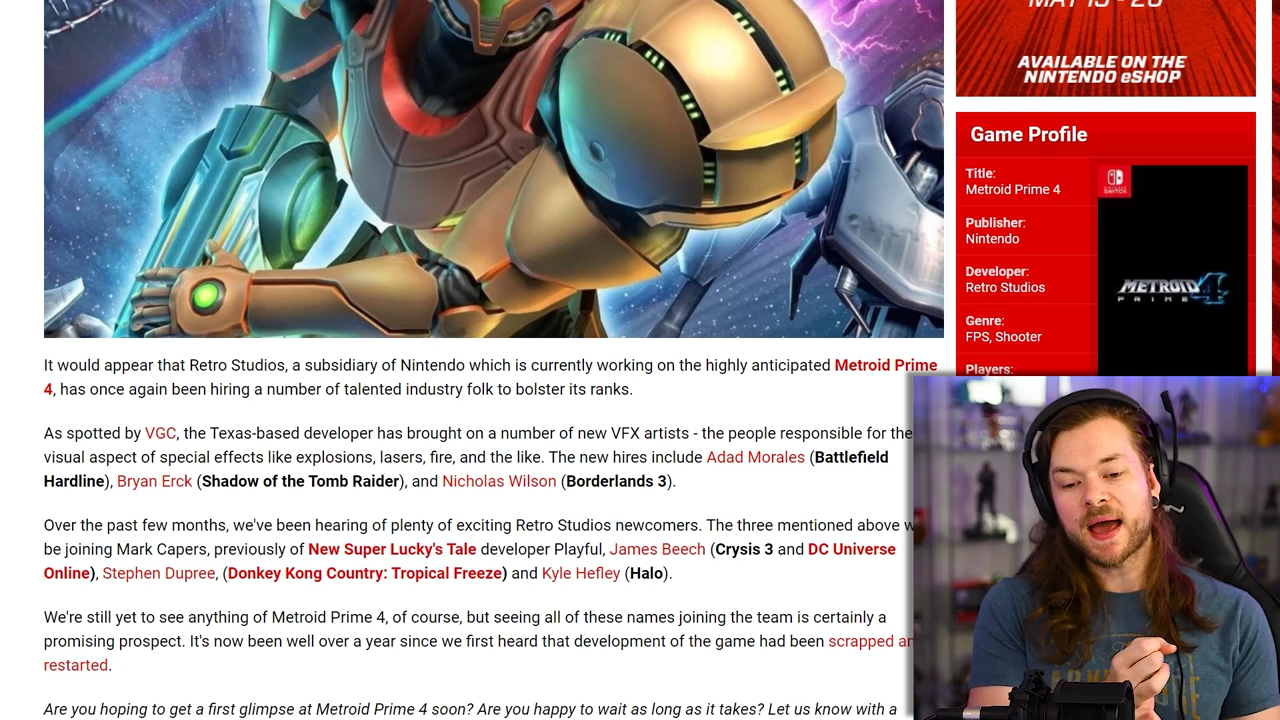 MAY 13 - 26
AVAILABLE ON THE
NINTENDO eSHOP
Game Profile
Title:
Metroid Prime 4
Publisher:
Nintendo
Developer:
Retro Studios
Genre:
FPS, Shooter
Players:
NINTENDO
SWITCH
METROID
PRIME 4
It would appear that Retro Studios, a subsidiary of Nintendo which is currently working on the highly anticipated Metroid Prime
4, has once again been hiring a number of talented industry folk to bolster its ranks.
As spotted by VGC, the Texas-based developer has brought on a number of new VFX artists - the people responsible for the
visual aspect of special effects like explosions, lasers, fire, and the like. The new hires include Adad Morales (Battlefield
Hardline), Bryan Erck (Shadow of the Tomb Raider), and Nicholas Wilson (Borderlands 3).
Over the past few months, we've been hearing of plenty of exciting Retro Studios newcomers. The three mentioned above
be joining Mark Capers, previously of New Super Lucky's Tale developer Playful, James Beech (Crysis 3 and DC Universe
Online), Stephen Dupree, (Donkey Kong Country: Tropical Freeze) and Kyle Hefley (Halo).
We're still yet to see anything of Metroid Prime 4, of course, but seeing all of these names joining the team is certainly a
promising prospect. It's now been well over a year since we first heard that development of the game had been scrapped
restarted.
Are you hoping to get a first glimpse at Metroid Prime 4 soon? Are you happy to wait as long as it takes? Let us know with a